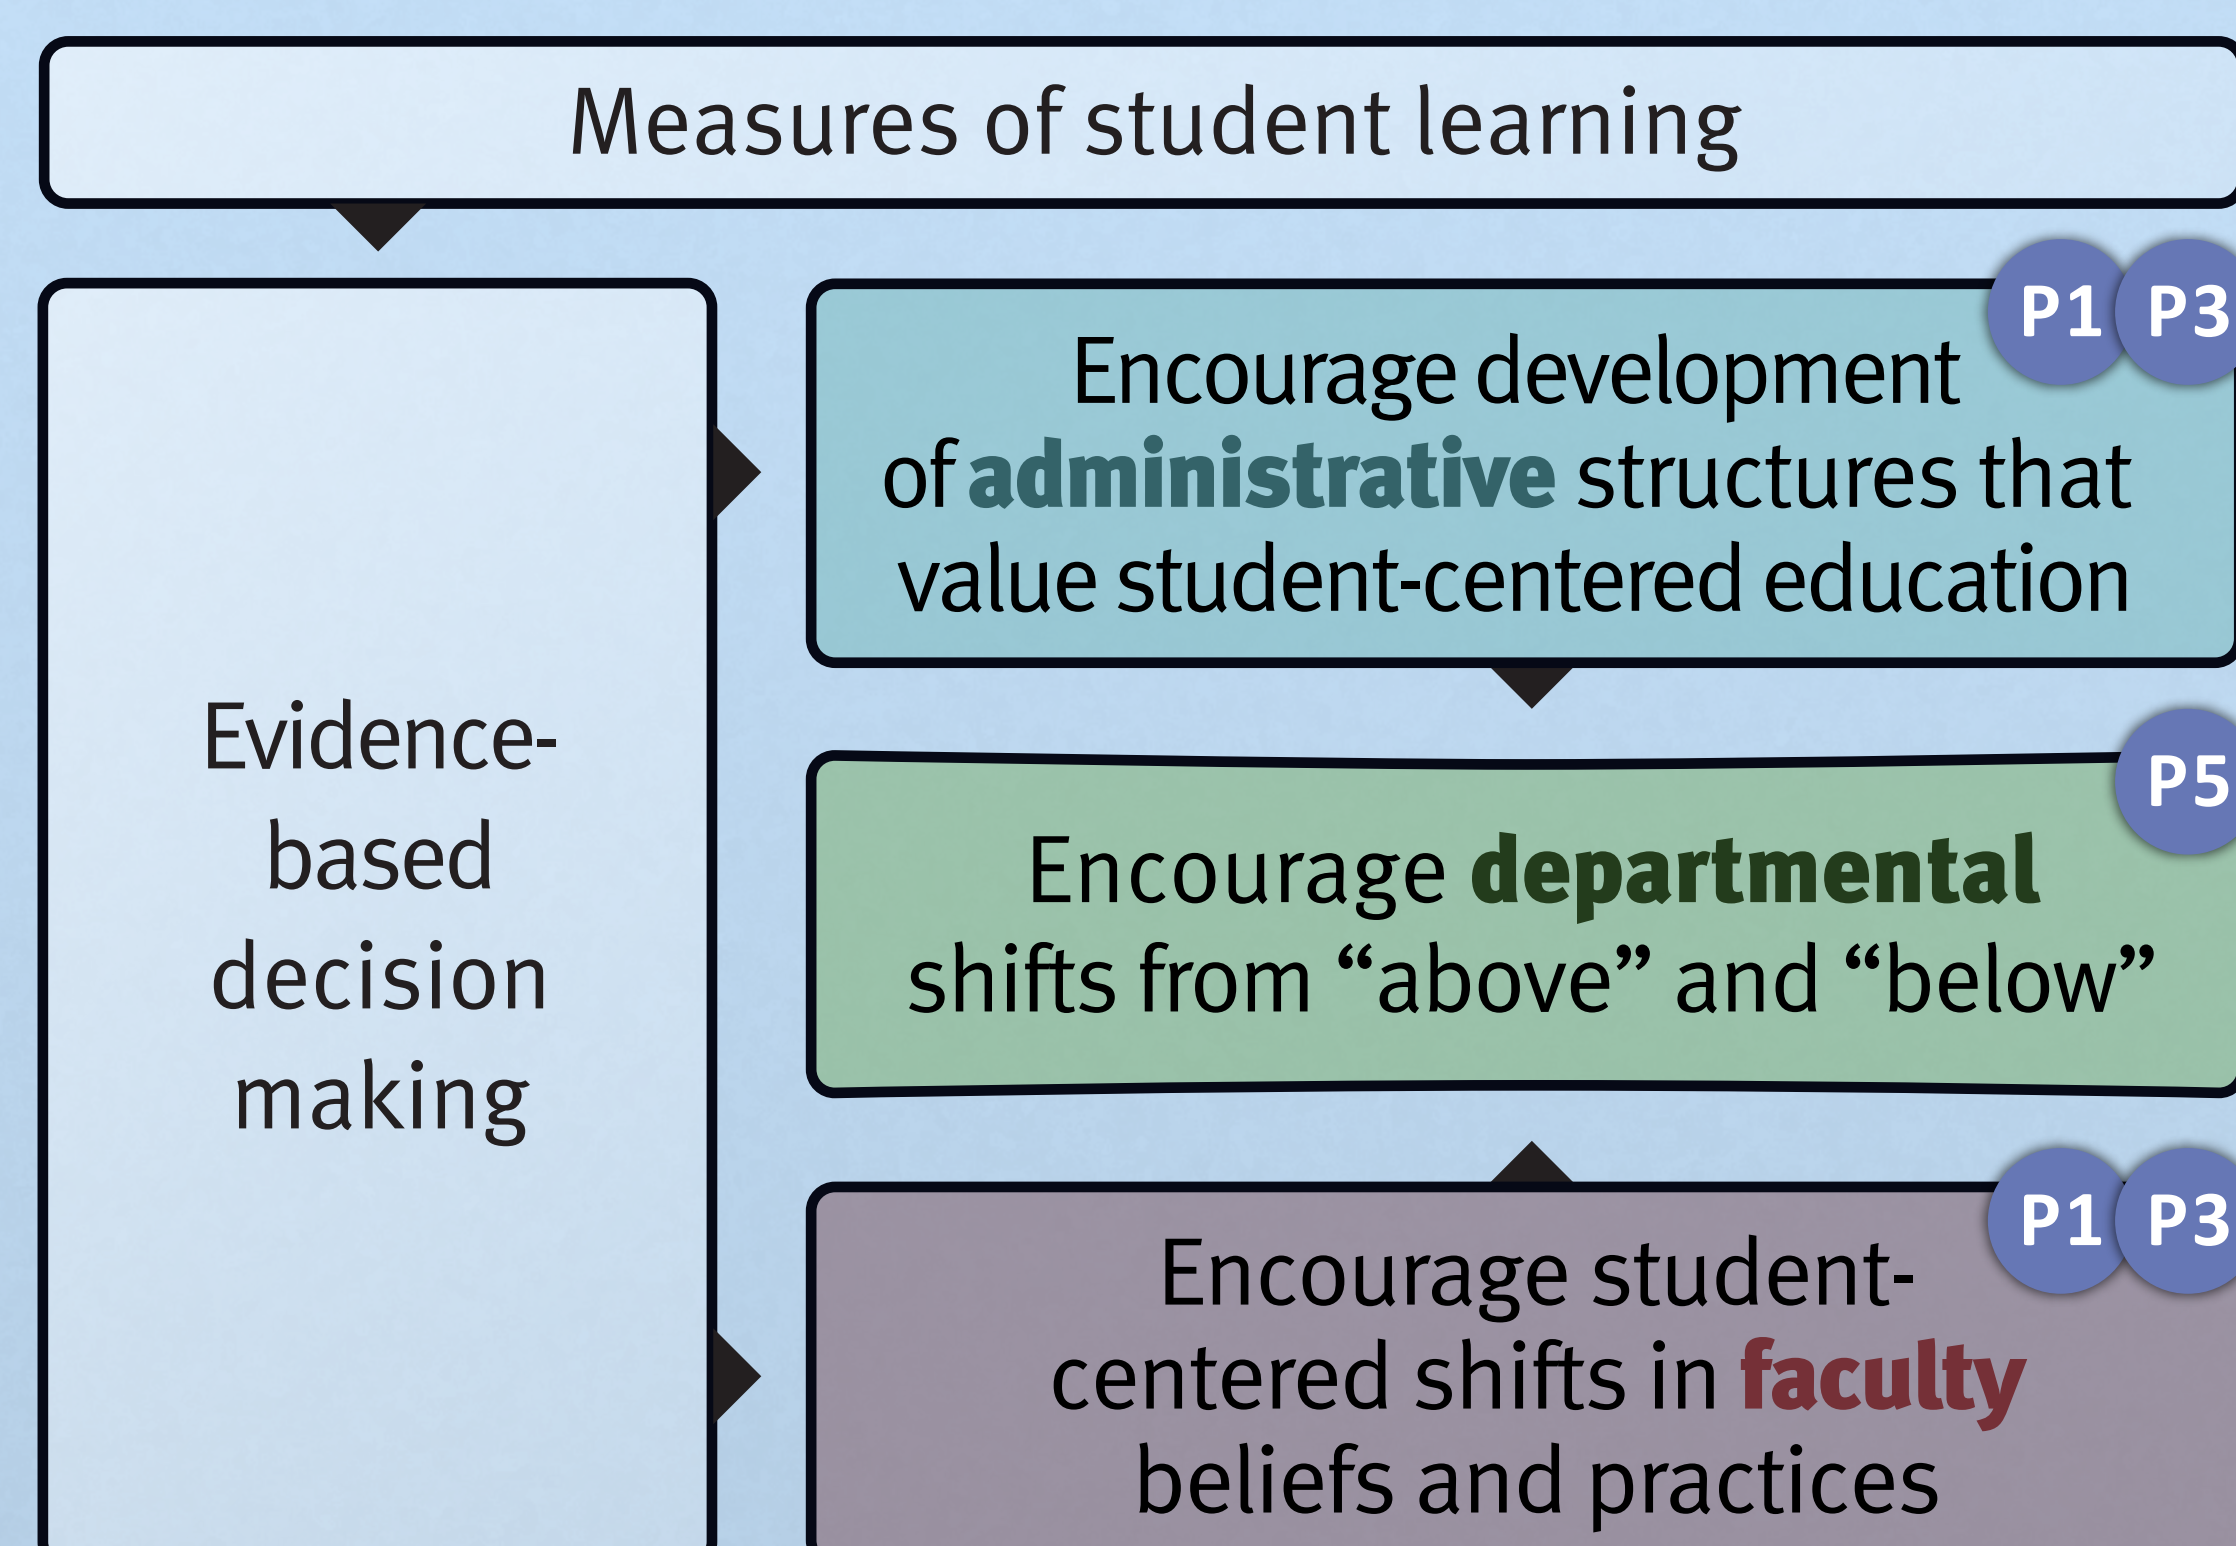 Measures of student learning
Evidence-
based
decision
making
P1 P3
Encourage development
of administrative structures that
value student-centered education
P5
Encourage departmental
shifts from “above” and “below”
P1 P3
Encourage student-
centered shifts in faculty
beliefs and practices